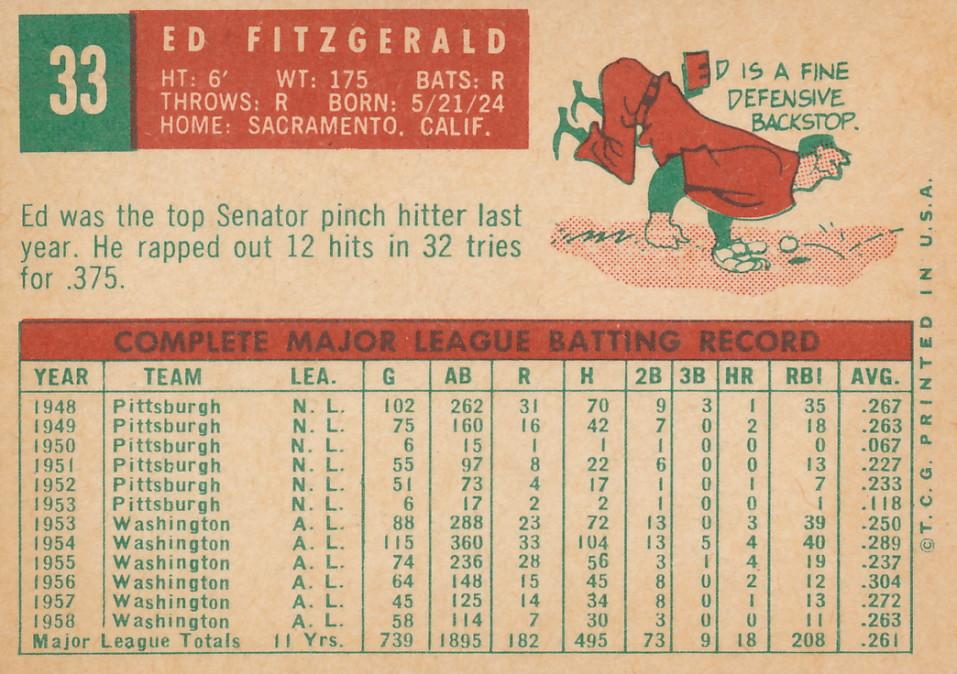 33
ED FITZGERALD
HT: 6' WT: 175 BATS: R
THROWS: R BORN: 5/21/24
HOME: SACRAMENTO, CALIF.
ED IS A FINE
DEFENSIVE
BACKSTOP.
Ed was the top Senator pinch hitter last
year. He rapped out 12 hits in 32 tries
for .375.
COMPLETE MAJOR LEAGUE BATTING RECORD
YEAR TEAM LEA. G AB R H 2B 3B HR RBI AVG.
1948 Pittsburgh N. L. 102 262 31 70 9 3 1 35 .267
1949 Pittsburgh N. L. 75 160 16 42 7 0 2 18 .263
1950 Pittsburgh N. L. 6 15 1 1 1 0 0 0 .067
1951 Pittsburgh N. L. 55 97 8 22 6 0 0 13 .227
1952 Pittsburgh N. L. 51 73 4 17 1 0 1 7 .233
1953 Pittsburgh N. L. 6 17 2 2 1 0 0 1 .118
1953 Washington A. L. 88 288 23 72 13 0 3 39 .250
1954 Washington A. L. 115 360 33 104 13 5 4 40 .289
1955 Washington A. L. 74 236 28 56 3 1 4 19 .237
1956 Washington A. L. 64 148 15 45 8 0 2 12 .304
1957 Washington A. L. 45 125 14 34 8 0 1 13 .272
1958 Washington A. L. 58 114 7 30 3 0 0 11 .263
Major League Totals 11 Yrs. 739 1895 182 495 73 9 18 208 .261
©T. C. G. PRINTED IN U.S.A.